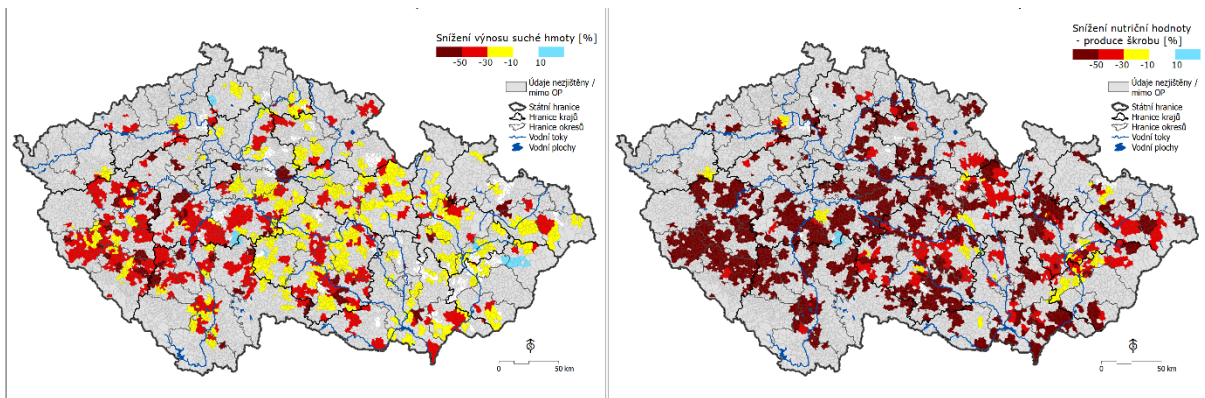 Snížení výnosu suché hmoty [%]
-50 -30 -10 10
Údaje nezjištěny /
mimo OP
Státní hranice
Hranice krajů
Hranice okresů
Vodní toky
Vodní plochy
0 50 km
Snížení nutriční hodnoty
- produce škrobu [%]
-50 -30 -10 10
Údaje nezjištěny /
mimo OP
Státní hranice
Hranice krajů
Hranice okresů
Vodní toky
Vodní plochy
0 50 km